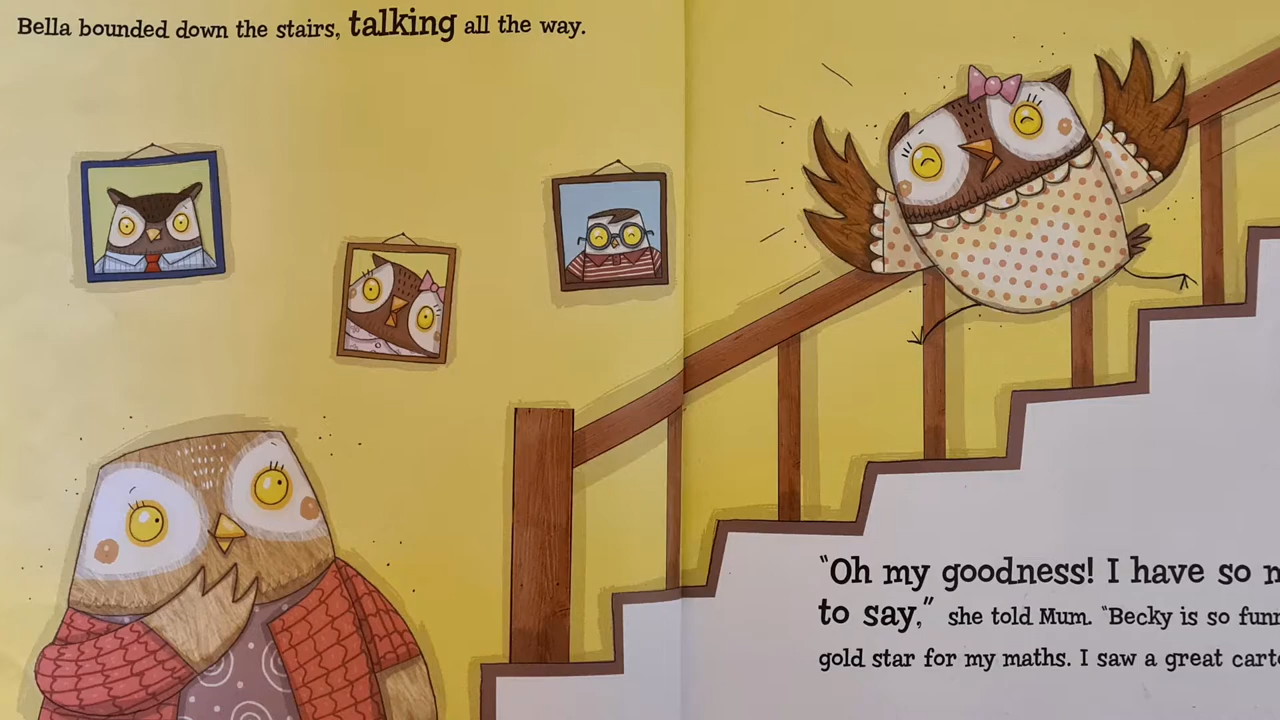 Bella bounded down the stairs, talking all the way.
"Oh my goodness! I have so
to say," she told Mum. "Becky is so
gold star for my maths. I saw a great